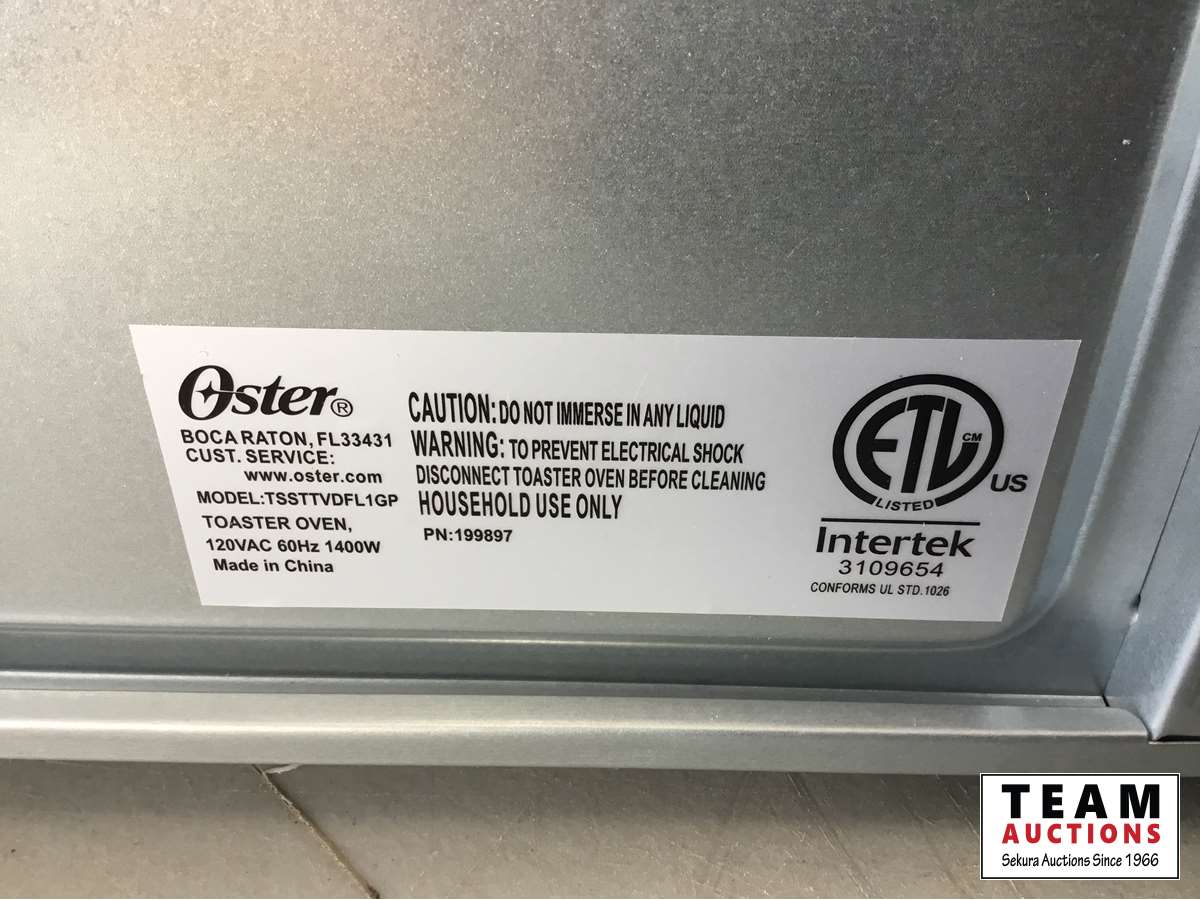 Oster®
BOCA RATON, FL33431
CUST. SERVICE:
www.oster.com
MODEL:TSSTTVDFL1GP
TOASTER OVEN,
120VAC 60Hz 1400W
Made in China
CAUTION: DO NOT IMMERSE IN ANY LIQUID
WARNING: TO PREVENT ELECTRICAL SHOCK
DISCONNECT TOASTER OVEN BEFORE CLEANING
HOUSEHOLD USE ONLY
PN:199897
ETL CM
LISTED
US
Intertek
3109654
CONFORMS UL STD.1026
TEAM
AUCTIONS
Sekura Auctions Since 1966